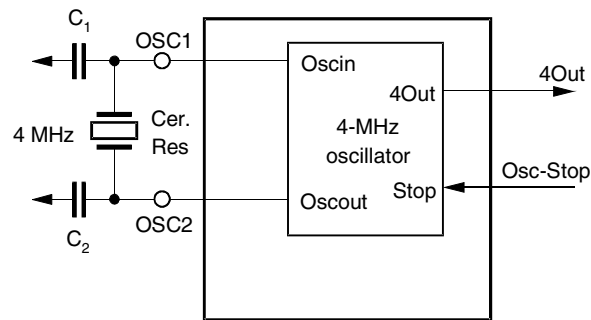 C1
OSC1
Oscin
4Out
4Out
4 MHz
Cer.
Res
4-MHz
oscillator
Osc-Stop
Stop
Oscout
OSC2
C2